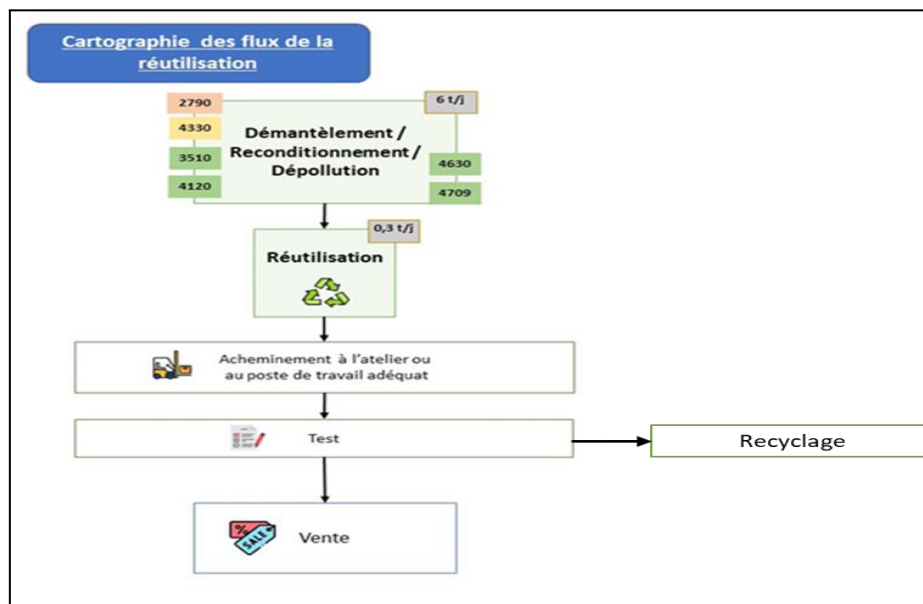 Cartographie des flux de la
réutilisation
2790
6 t/j
4330
Démantèlement /
Reconditionnement /
Dépollution
3510
4120
4630
4709
0,3 t/j
Réutilisation
Acheminement à l'atelier ou
au poste de travail adéquat
Test
Recyclage
SALE
%
Vente